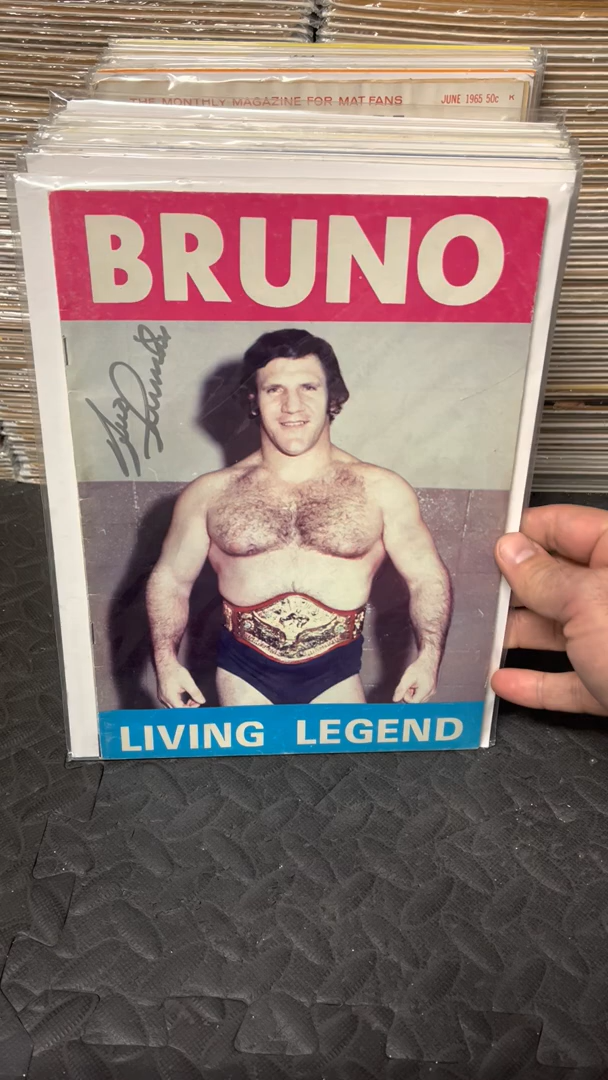 THE MONTHLY MAGAZINE FOR MAT FANS JUNE 1965 50c K
BRUNO
LIVING LEGEND